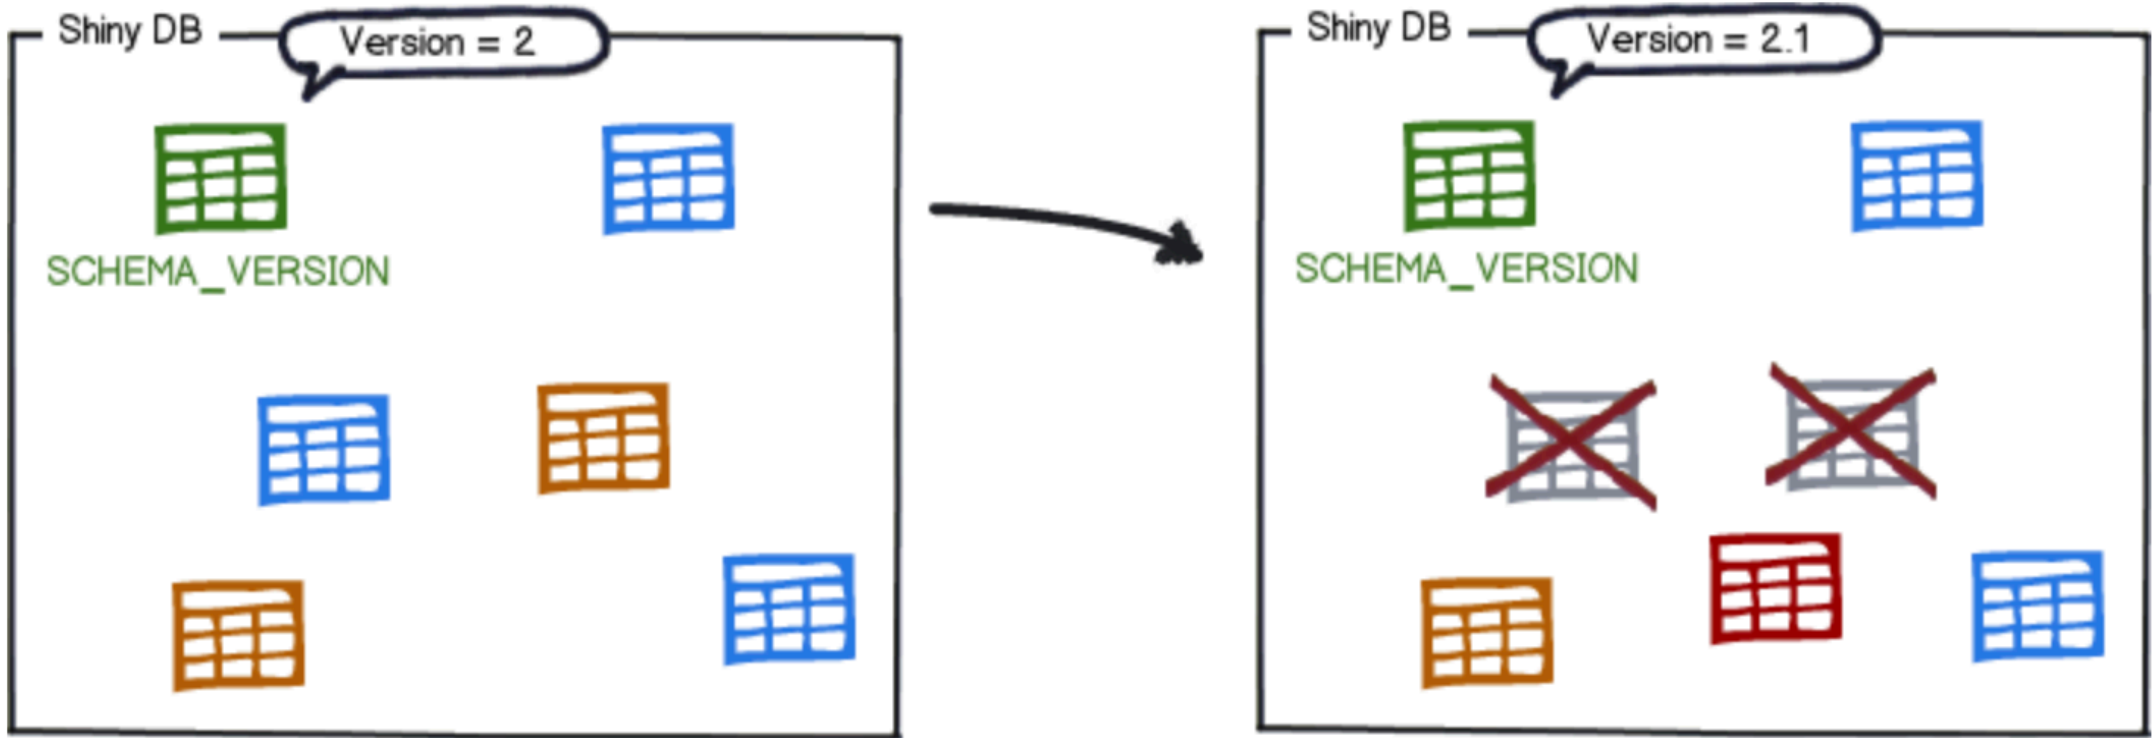 Shiny DB
Version = 2
SCHEMA_VERSION
Shiny DB
Version = 2.1
SCHEMA_VERSION